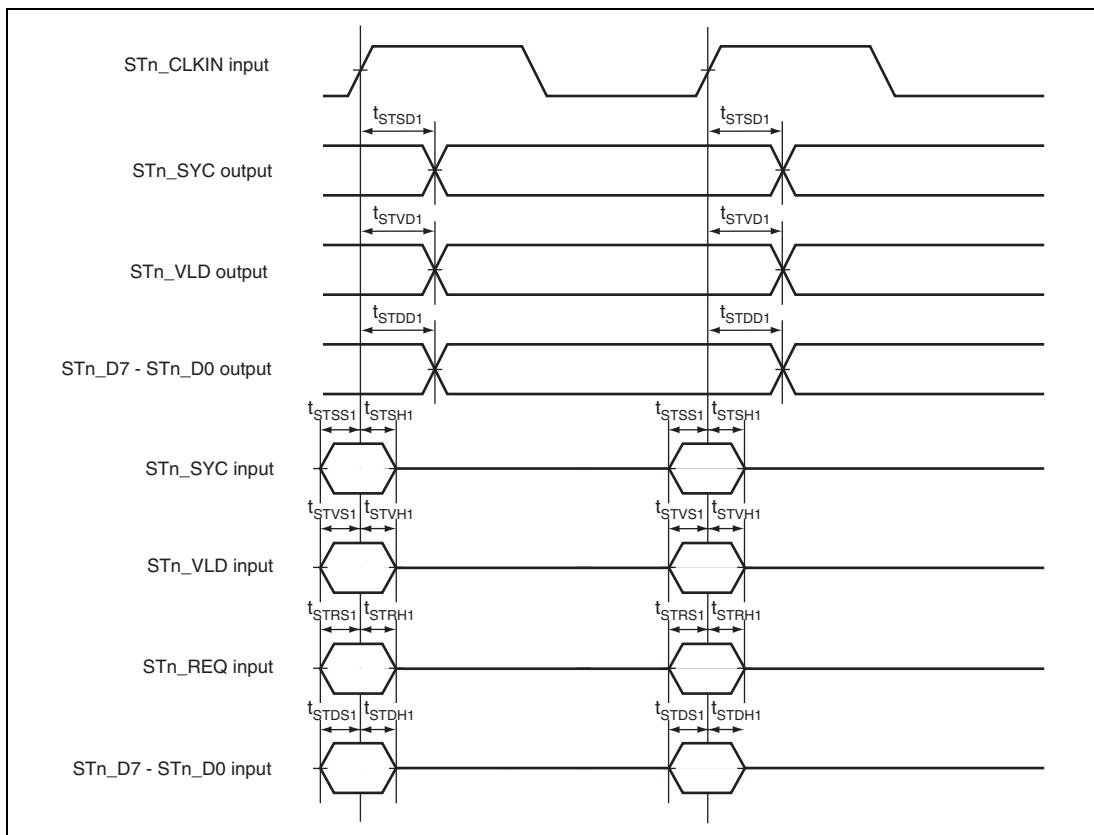 STn_CLKIN input
tSTSD1 tSTSD1
STn_SYC output
tSTVD1 tSTVD1
STn_VLD output
tSTDD1 tSTDD1
STn_D7 - STn_D0 output
tSTSS1 tSTSH1 tSTSS1 tSTSH1
STn_SYC input
tSTVS1 tSTVH1 tSTVS1 tSTVH1
STn_VLD input
tSTRS1 tSTRH1 tSTRS1 tSTRH1
STn_REQ input
tSTDS1 tSTDH1 tSTDS1 tSTDH1
STn_D7 - STn_D0 input